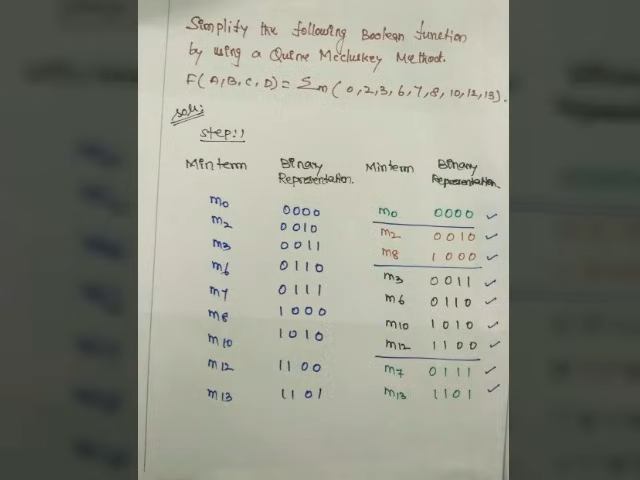 Simplify the following Boolean function
by using a Quine Mccluskey Method.
F(A,B,C,D) = Σm(0,2,3,6,7,8,10,12,13).
Soln:
Step:1
Minterm Binary Representation. Minterm Binary Representation.
m0 0000 m0 0000 ✓
m2 0010 m2 0010 ✓
m3 0011 m8 1000 ✓
m6 0110 m3 0011 ✓
m7 0111 m6 0110 ✓
m8 1000 m10 1010 ✓
m10 1010 m12 1100 ✓
m12 1100 m7 0111 ✓
m13 1101 m13 1101 ✓